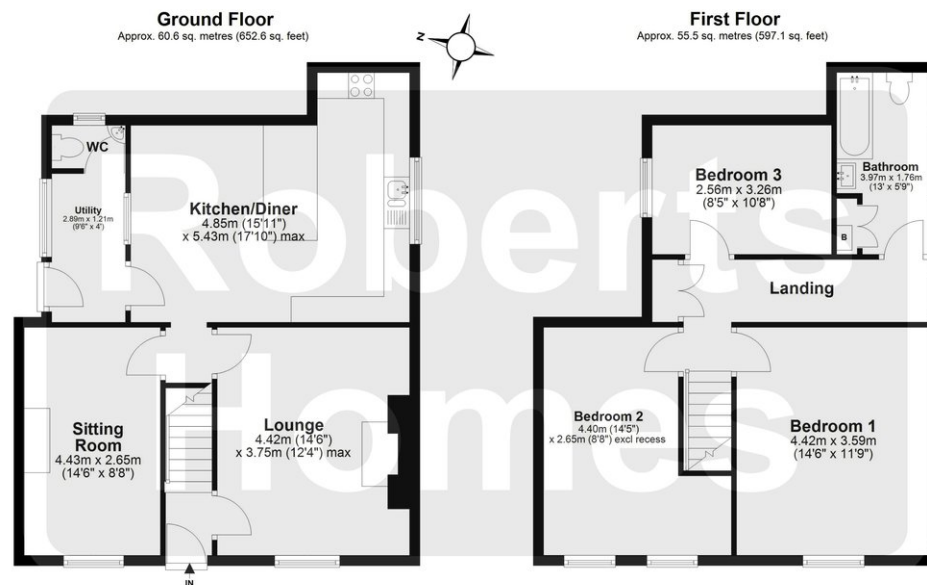 Ground Floor
Approx. 60.6 sq. metres (652.6 sq. feet)
First Floor
Approx. 55.5 sq. metres (597.1 sq. feet)
N
WC
Utility
2.89m x 1.21m
(9'6" x 4')
Kitchen/Diner
4.85m (15'11")
x 5.43m (17'10") max
Sitting
Room
4.43m x 2.65m
(14'6" x 8'8")
Lounge
4.42m (14'6")
x 3.75m (12'4") max
IN
Bedroom 3
2.56m x 3.26m
(8'5" x 10'8")
Bathroom
3.97m x 1.76m
(13' x 5'9")
B
Landing
Bedroom 2
4.40m (14'5")
x 2.65m (8'8") excl recess
Bedroom 1
4.42m x 3.59m
(14'6" x 11'9")
Roberts
Homes